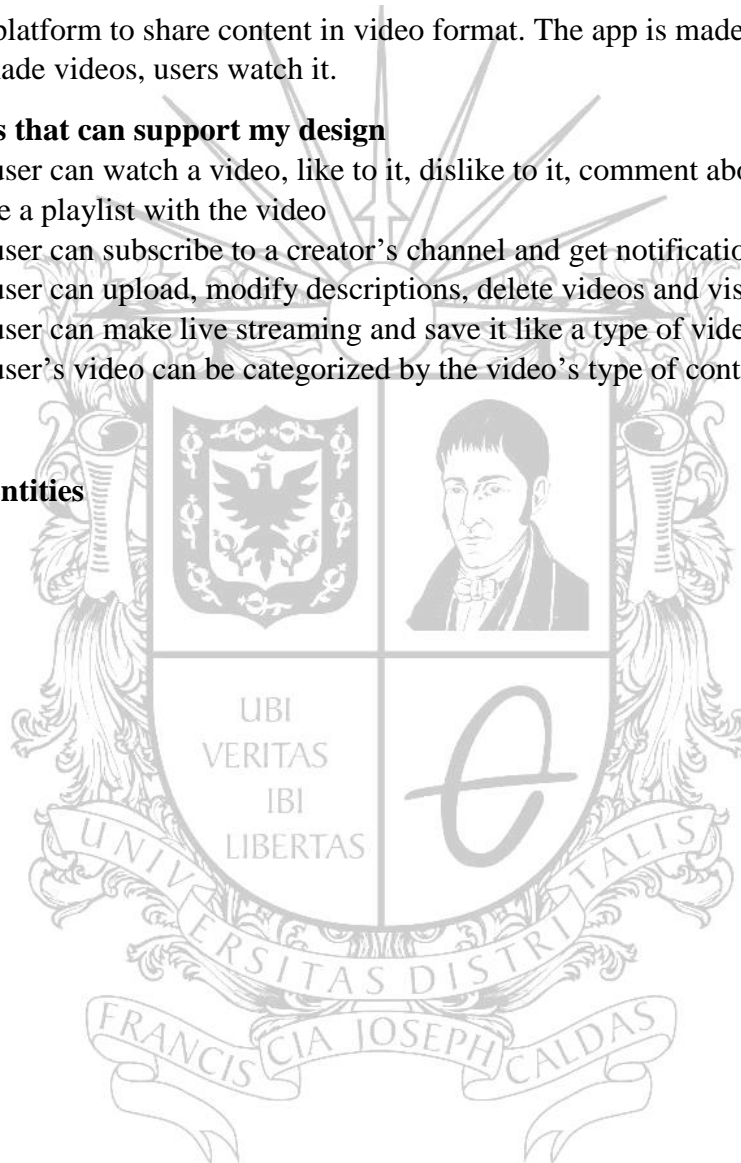 platform to share content in video format. The app is made
made videos, users watch it.
s that can support my design
user can watch a video, like to it, dislike to it, comment abo
e a playlist with the video
user can subscribe to a creator's channel and get notificatio
user can upload, modify descriptions, delete videos and vis
user can make live streaming and save it like a type of vide
user's video can be categorized by the video's type of cont
ntities
UBI
VERITAS
IBI
LIBERTAS
UNIVERSITAS DISTRITALIS
FRANCISCIA JOSEPH CALDAS